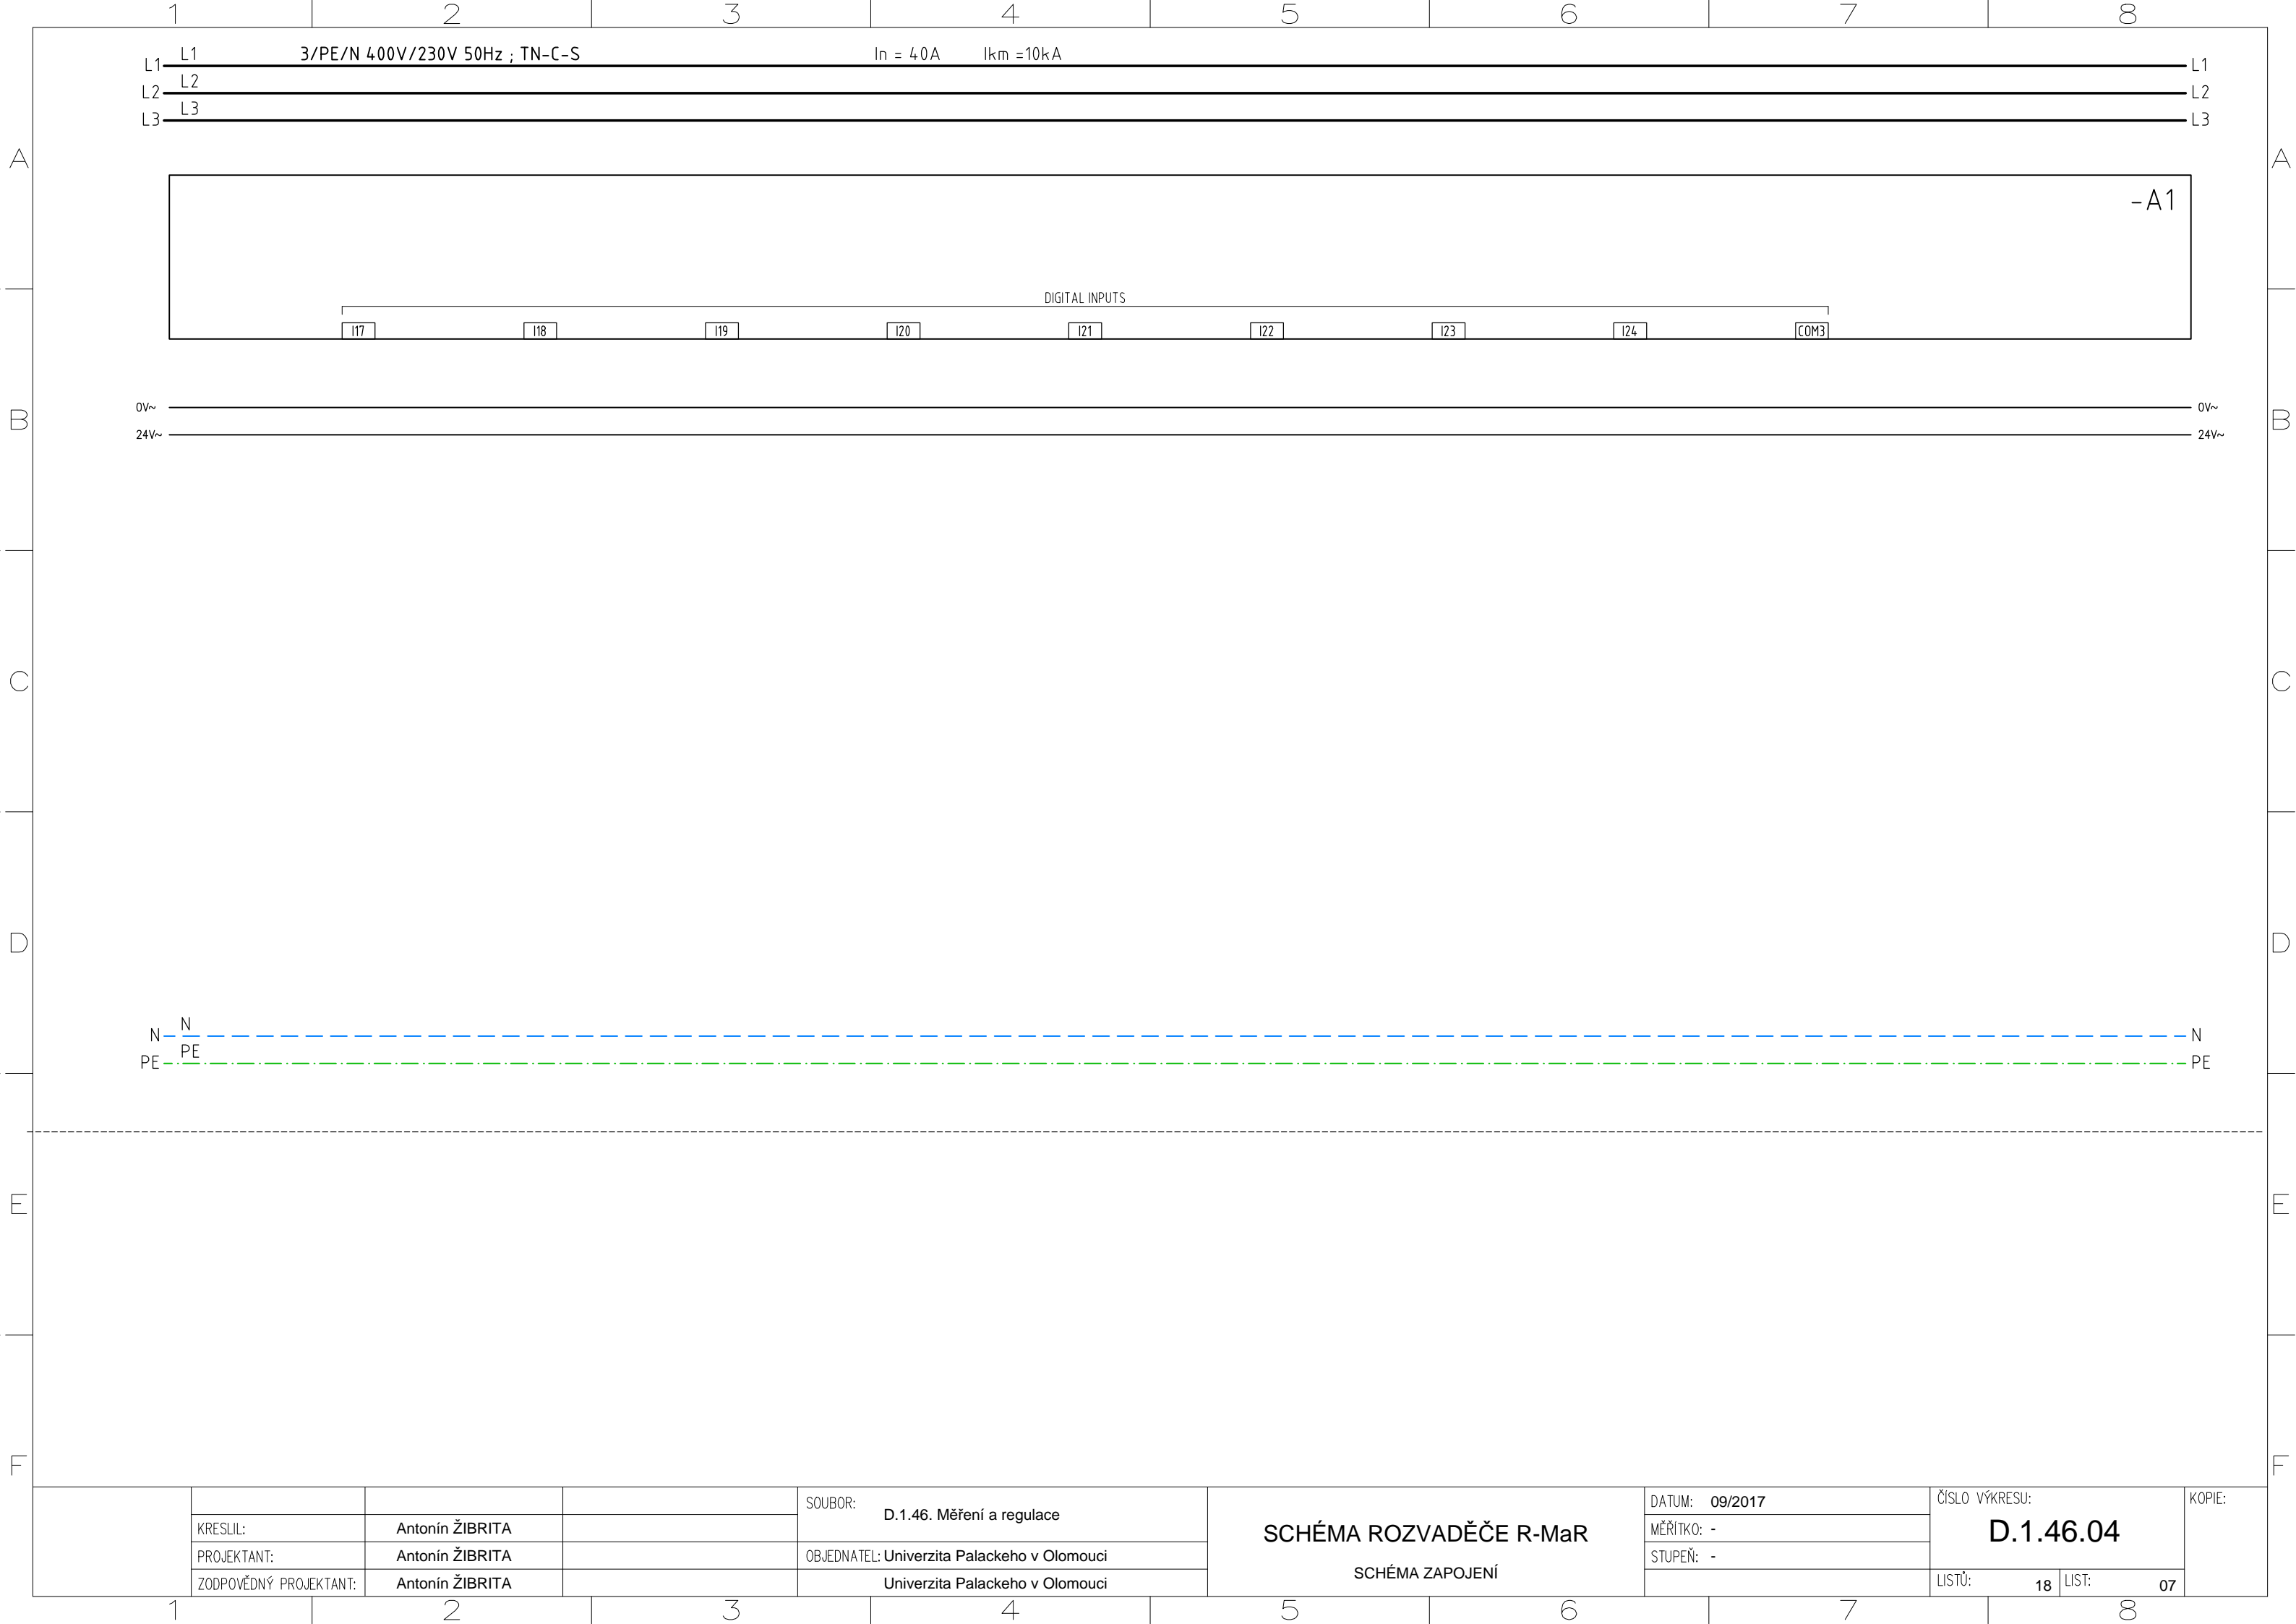 1 2 3 4 5 6 7 8
L1 3/PE/N 400V/230V 50Hz ; TN-C-S In = 40A Ikm =10kA
L1 L1
L2
L2 L2
L3
L3 L3
A A
-A1
DIGITAL INPUTS
I17 I18 I19 I20 I21 I22 I23 I24 COM3
0V~ 0V~
B B
24V~ 24V~
C C
D D
N
N N
PE
PE PE
E E
F F
SOUBOR: D.1.46. Měření a regulace
KRESLIL: Antonín ŽIBRITA
PROJEKTANT: Antonín ŽIBRITA
ZODPOVĚDNÝ PROJEKTANT: Antonín ŽIBRITA
OBJEDNATEL: Univerzita Palackeho v Olomouci
Univerzita Palackeho v Olomouci
SCHÉMA ROZVADĚČE R-MaR
SCHÉMA ZAPOJENÍ
DATUM: 09/2017
MĚŘÍTKO: -
STUPEŇ: -
ČÍSLO VÝKRESU:
D.1.46.04
LISTŮ: 18 LIST: 07
KOPIE:
1 2 3 4 5 6 7 8